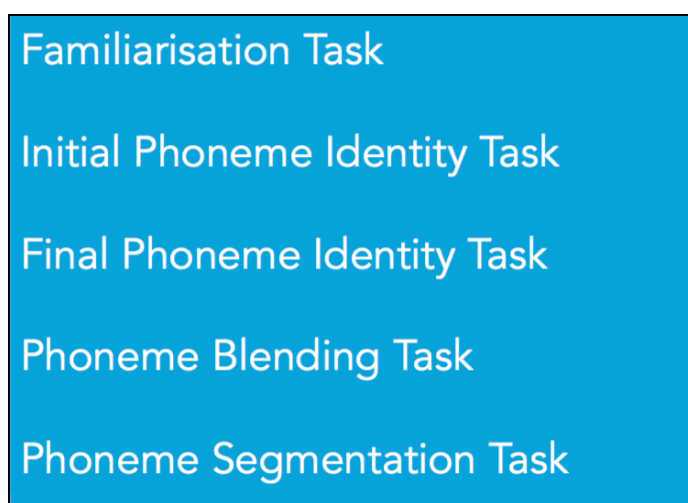 Familiarisation Task
Initial Phoneme Identity Task
Final Phoneme Identity Task
Phoneme Blending Task
Phoneme Segmentation Task